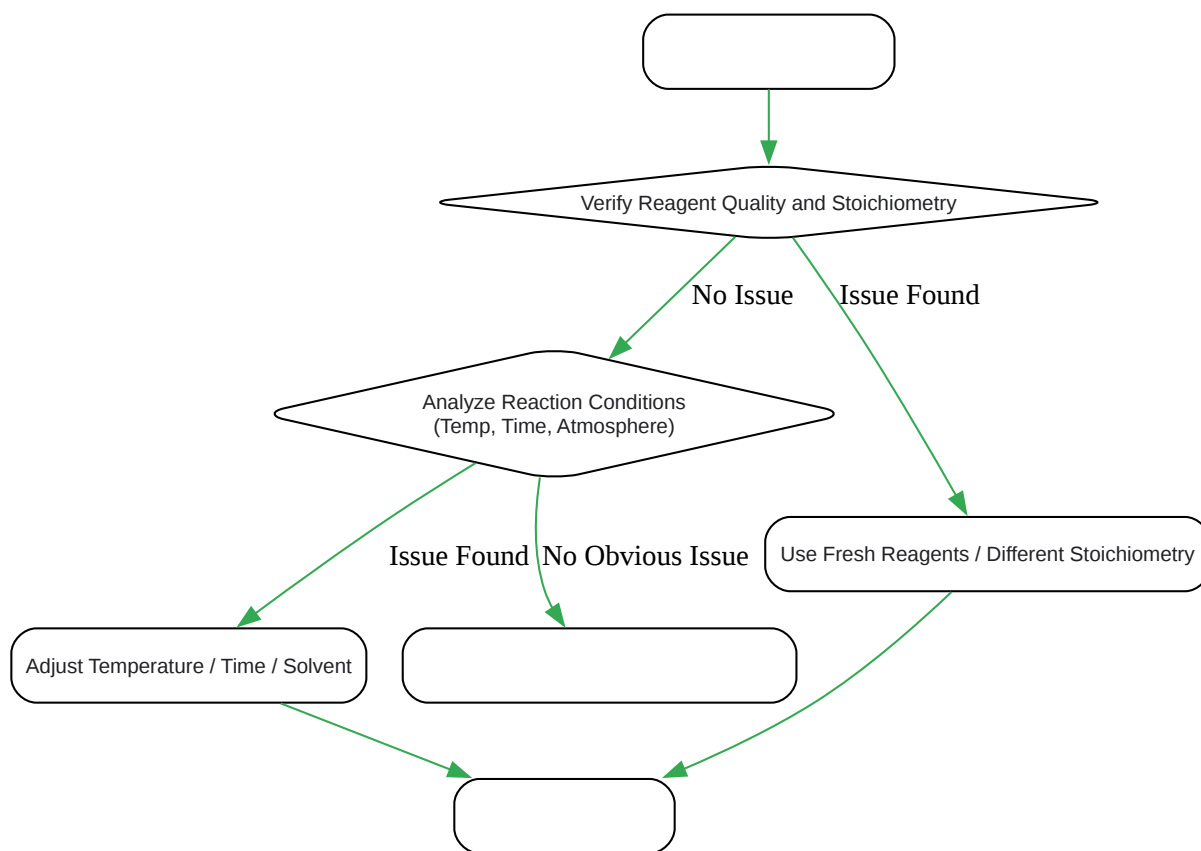 Verify Reagent Quality and Stoichiometry
No Issue
Issue Found
Analyze Reaction Conditions
(Temp, Time, Atmosphere)
Issue Found
No Obvious Issue
Use Fresh Reagents / Different Stoichiometry
Adjust Temperature / Time / Solvent